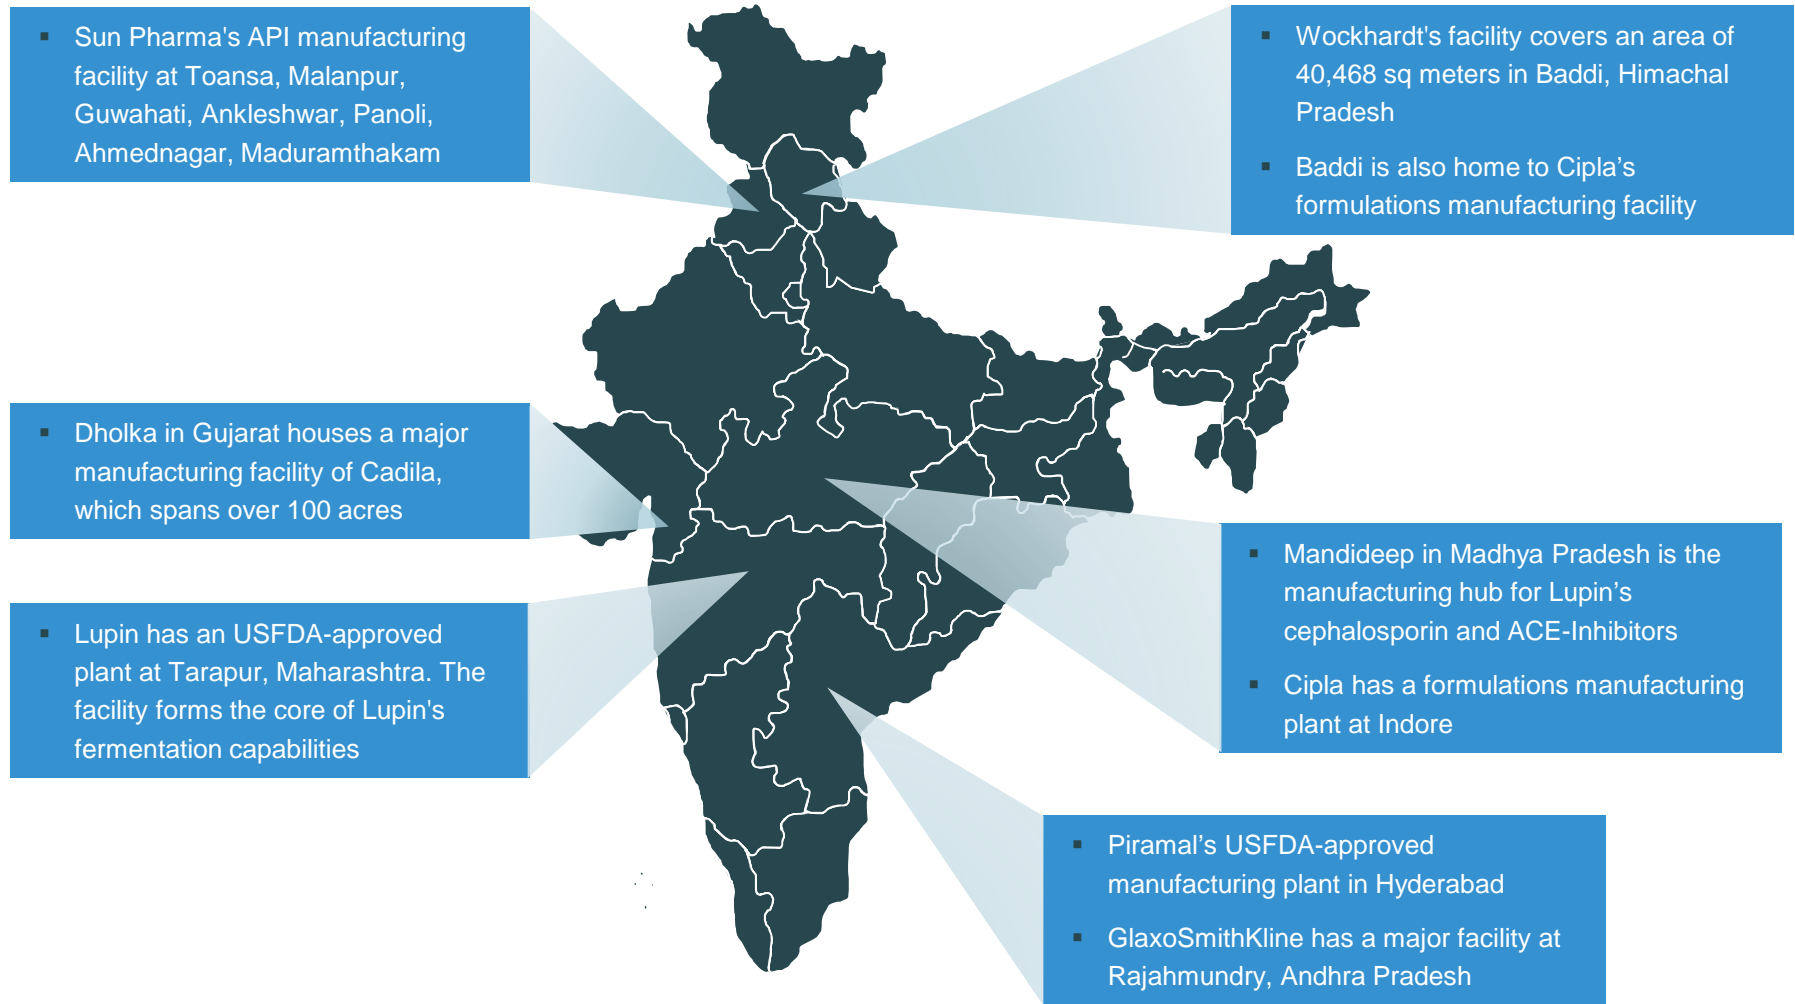 ▪ Sun Pharma's API manufacturing
facility at Toansa, Malanpur,
Guwahati, Ankleshwar, Panoli,
Ahmednagar, Maduramthakam
▪ Wockhardt's facility covers an area of
40,468 sq meters in Baddi, Himachal
Pradesh
▪ Baddi is also home to Cipla’s
formulations manufacturing facility
▪ Dholka in Gujarat houses a major
manufacturing facility of Cadila,
which spans over 100 acres
▪ Mandideep in Madhya Pradesh is the
manufacturing hub for Lupin’s
cephalosporin and ACE-Inhibitors
▪ Cipla has a formulations manufacturing
plant at Indore
▪ Lupin has an USFDA-approved
plant at Tarapur, Maharashtra. The
facility forms the core of Lupin's
fermentation capabilities
▪ Piramal’s USFDA-approved
manufacturing plant in Hyderabad
▪ GlaxoSmithKline has a major facility at
Rajahmundry, Andhra Pradesh